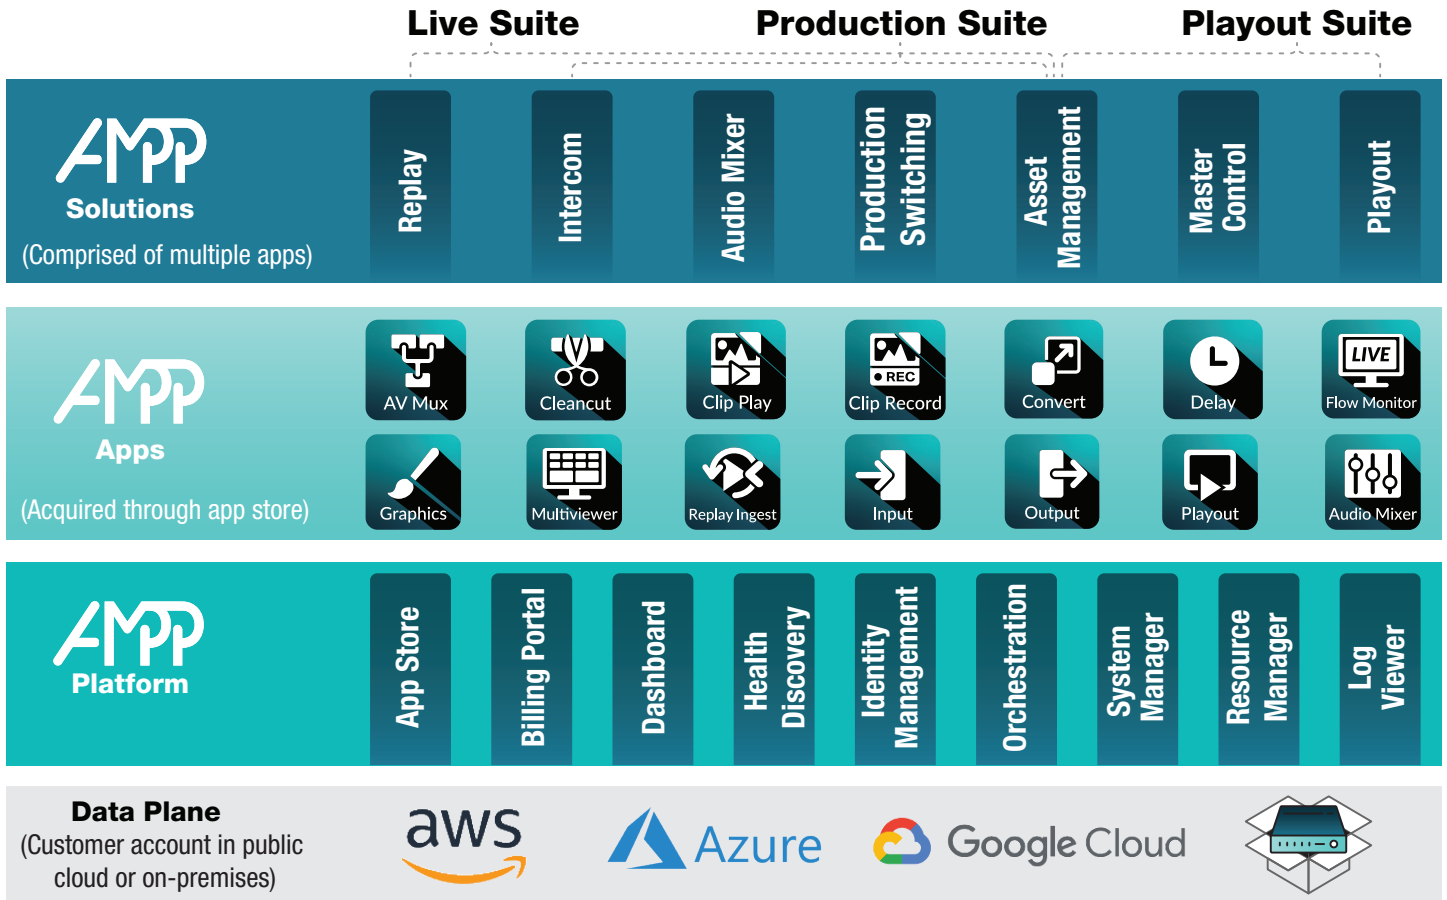 Live Suite
Production Suite
Playout Suite
AMPP
Solutions
(Comprised of multiple apps)
Replay
Intercom
Audio Mixer
Production
Switching
Asset
Management
Master
Control
Playout
AMPP
Apps
(Acquired through app store)
AV Mux
Cleancut
Clip Play
REC
Clip Record
Convert
Delay
LIVE
Flow Monitor
Graphics
Multiviewer
Replay Ingest
Input
Output
Playout
Audio Mixer
AMPP
Platform
App Store
Billing Portal
Dashboard
Health
Discovery
Identity
Management
Orchestration
System
Manager
Resource
Manager
Log
Viewer
Data Plane
(Customer account in public
cloud or on-premises)
aws
Azure
Google Cloud